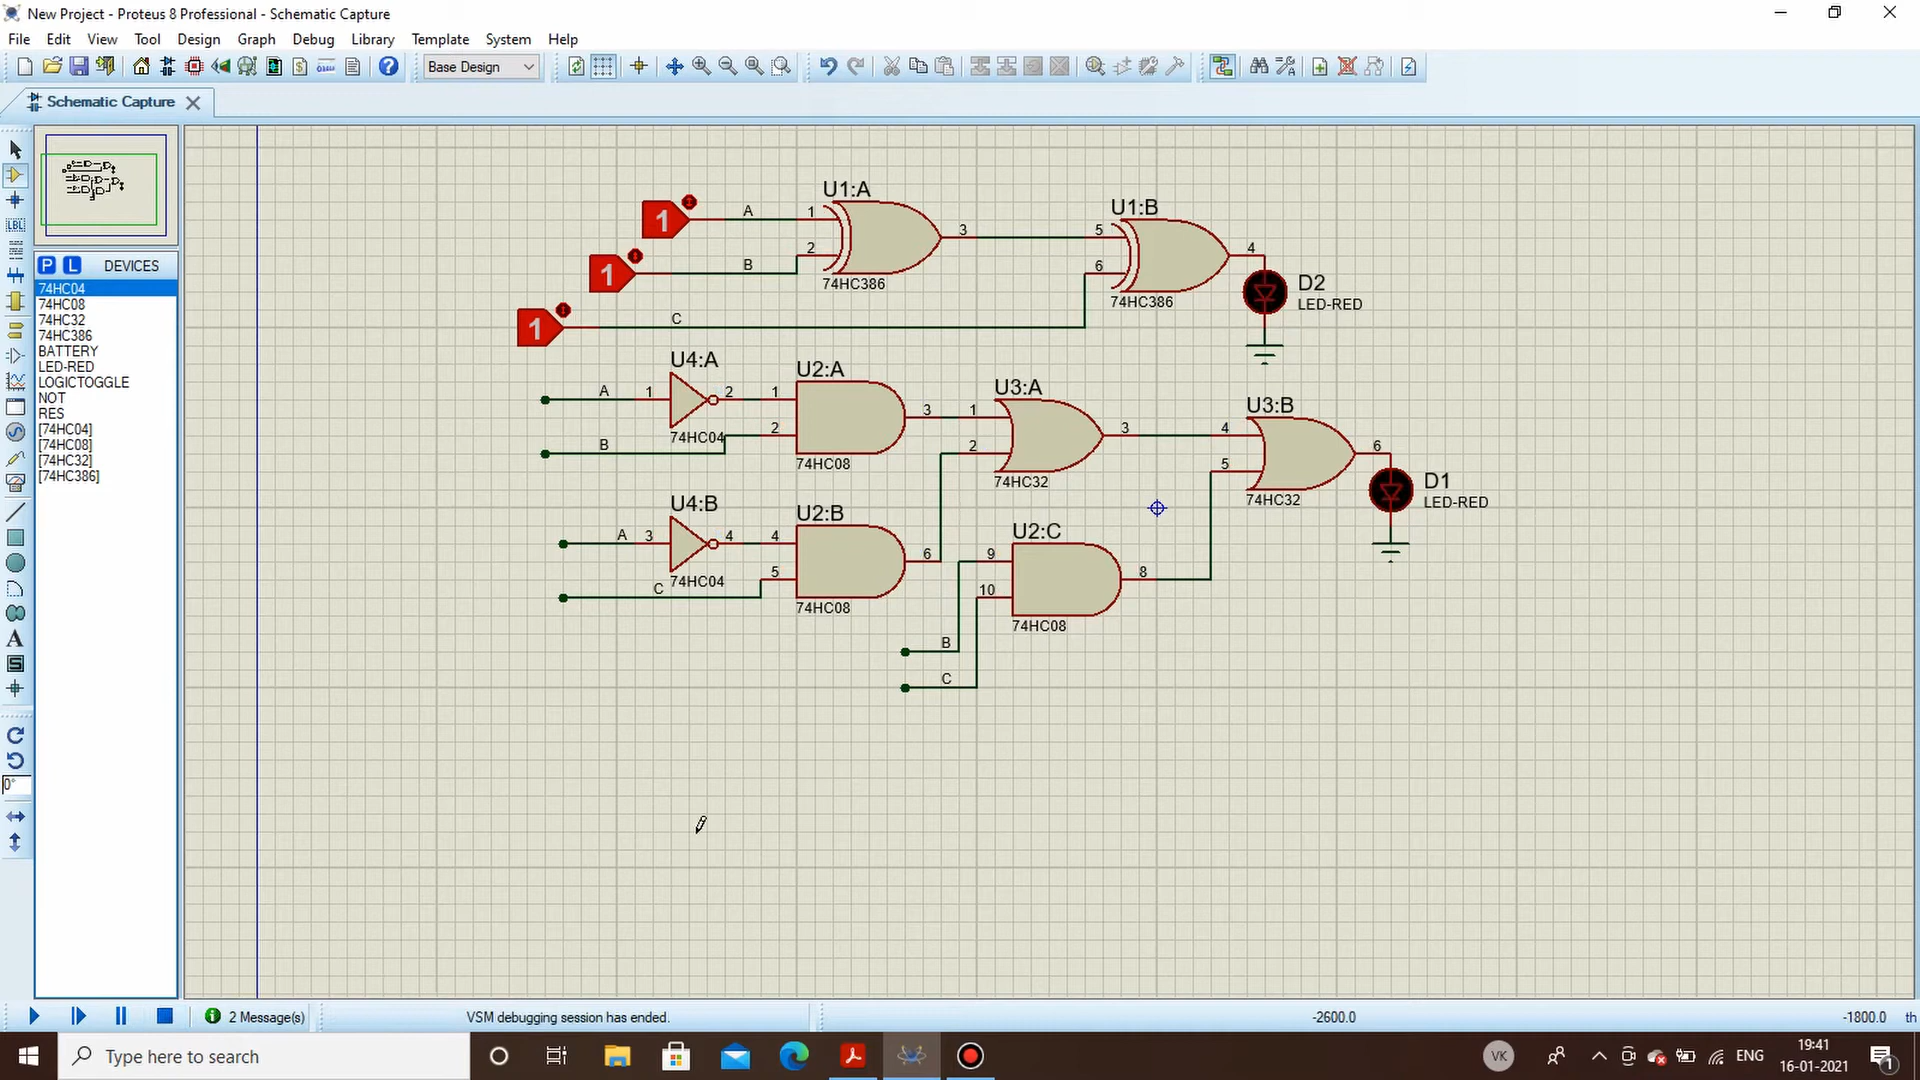 New Project - Proteus 8 Professional - Schematic Capture
File Edit View Tool Design Graph Debug Library Template System Help
Base Design
Schematic Capture
P L DEVICES
74HC04
74HC08
74HC32
74HC386
BATTERY
LED-RED
LOGICTOGGLE
NOT
RES
[74HC04]
[74HC08]
[74HC32]
[74HC386]
LBL
A
S
0°
U1:A
1 A 1
3
2
1 B
74HC386
U1:B
5
4
6
74HC386
D2
LED-RED
1 C
U4:A
A 1 2
74HC04
B
U2:A
1
3
2
74HC08
U3:A
1
3
2
74HC32
U3:B
4
6
5
74HC32
D1
LED-RED
U4:B
A 3 4
74HC04
C
U2:B
4
6
5
74HC08
U2:C
9
8
10
74HC08
B
C
2 Message(s) VSM debugging session has ended. -2600.0 -1800.0 th
Type here to search
VK
ENG
19:41
16-01-2021
1